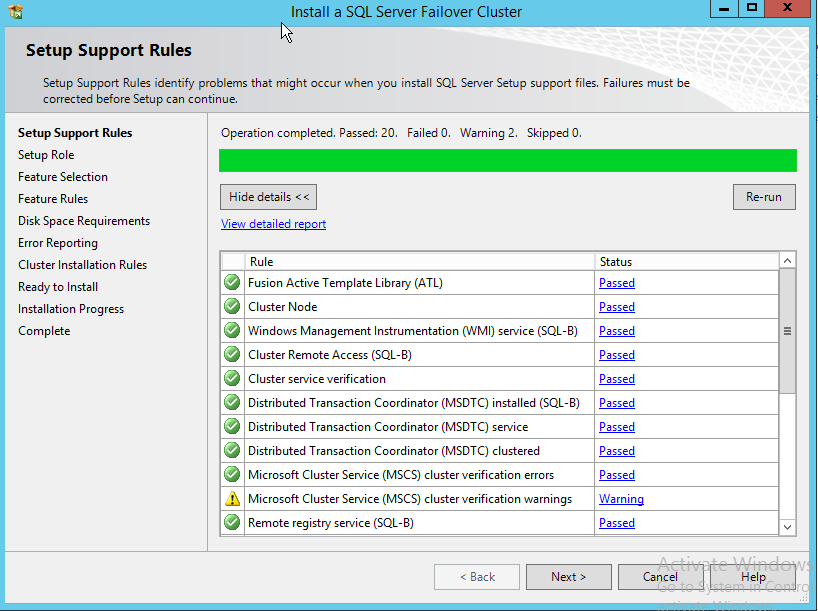 Install a SQL Server Failover Cluster
Setup Support Rules
Setup Support Rules identify problems that might occur when you install SQL Server Setup support files. Failures must be
corrected before Setup can continue.
Setup Support Rules
Setup Role
Feature Selection
Feature Rules
Disk Space Requirements
Error Reporting
Cluster Installation Rules
Ready to Install
Installation Progress
Complete
Operation completed. Passed: 20. Failed 0. Warning 2. Skipped 0.
Hide details <<
Re-run
View detailed report
Rule Status
Fusion Active Template Library (ATL) Passed
Cluster Node Passed
Windows Management Instrumentation (WMI) service (SQL-B) Passed
Cluster Remote Access (SQL-B) Passed
Cluster service verification Passed
Distributed Transaction Coordinator (MSDTC) installed (SQL-B) Passed
Distributed Transaction Coordinator (MSDTC) service Passed
Distributed Transaction Coordinator (MSDTC) clustered Passed
Microsoft Cluster Service (MSCS) cluster verification errors Passed
Microsoft Cluster Service (MSCS) cluster verification warnings Warning
Remote registry service (SQL-B) Passed
Activate Windows
< Back Next > Cancel Help
Go to System in Contro